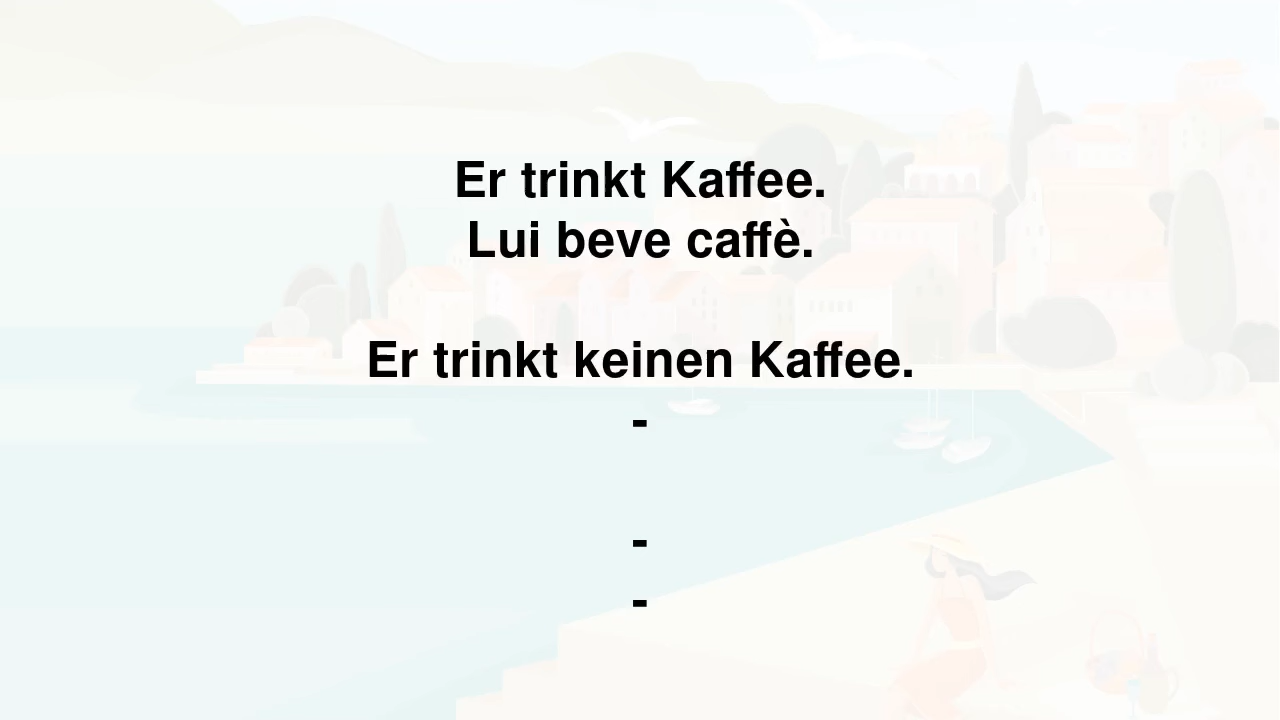 Er trinkt Kaffee.
Lui beve caffè.
Er trinkt keinen Kaffee.
-
-
-